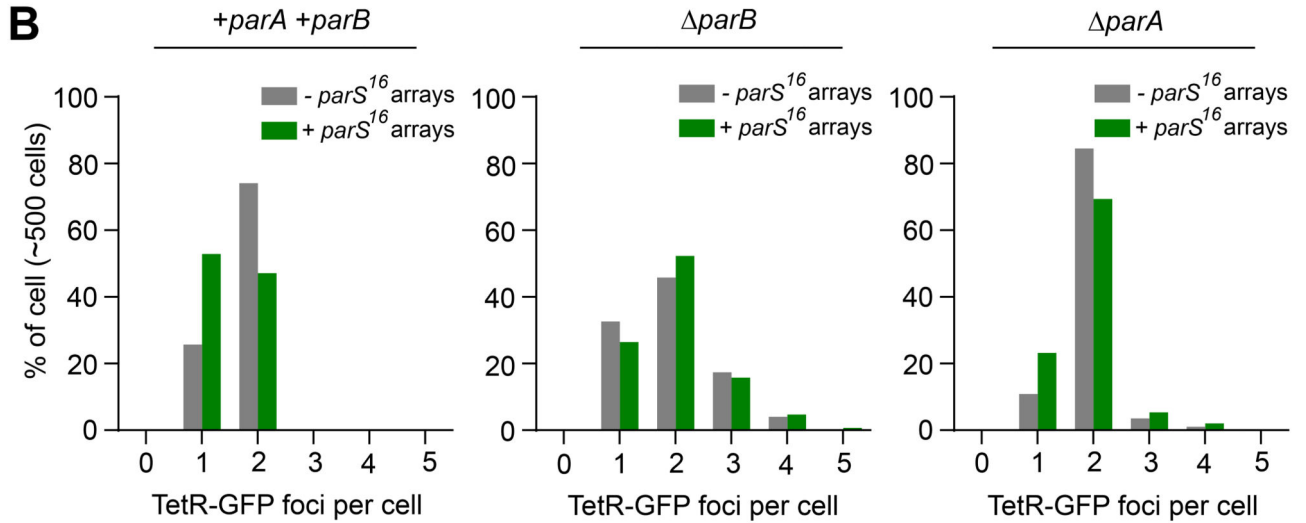 B
+parA +parB
ΔparB
ΔparA
% of cell (~500 cells)
100
80
60
40
20
0
- parS¹⁶ arrays
+ parS¹⁶ arrays
0 1 2 3 4 5
TetR-GFP foci per cell
100
80
60
40
20
0
- parS¹⁶ arrays
+ parS¹⁶ arrays
0 1 2 3 4 5
TetR-GFP foci per cell
100
80
60
40
20
0
- parS¹⁶ arrays
+ parS¹⁶ arrays
0 1 2 3 4 5
TetR-GFP foci per cell